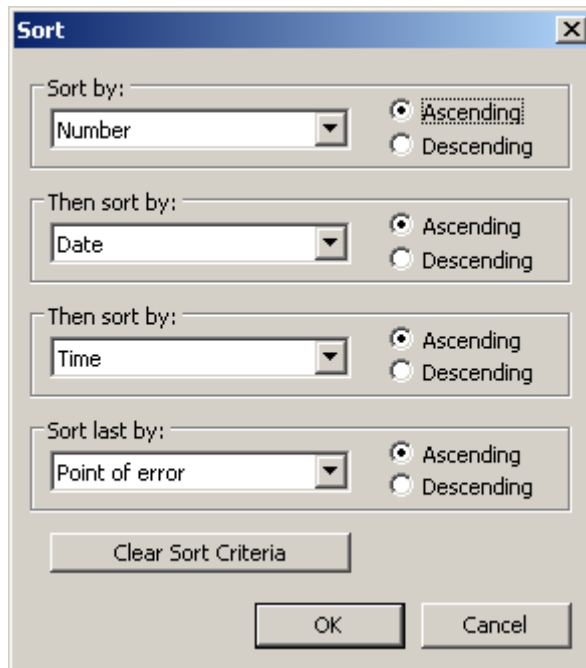 Sort
Sort by:
Number
Ascending
Descending
Then sort by:
Date
Ascending
Descending
Then sort by:
Time
Ascending
Descending
Sort last by:
Point of error
Ascending
Descending
Clear Sort Criteria
OK
Cancel